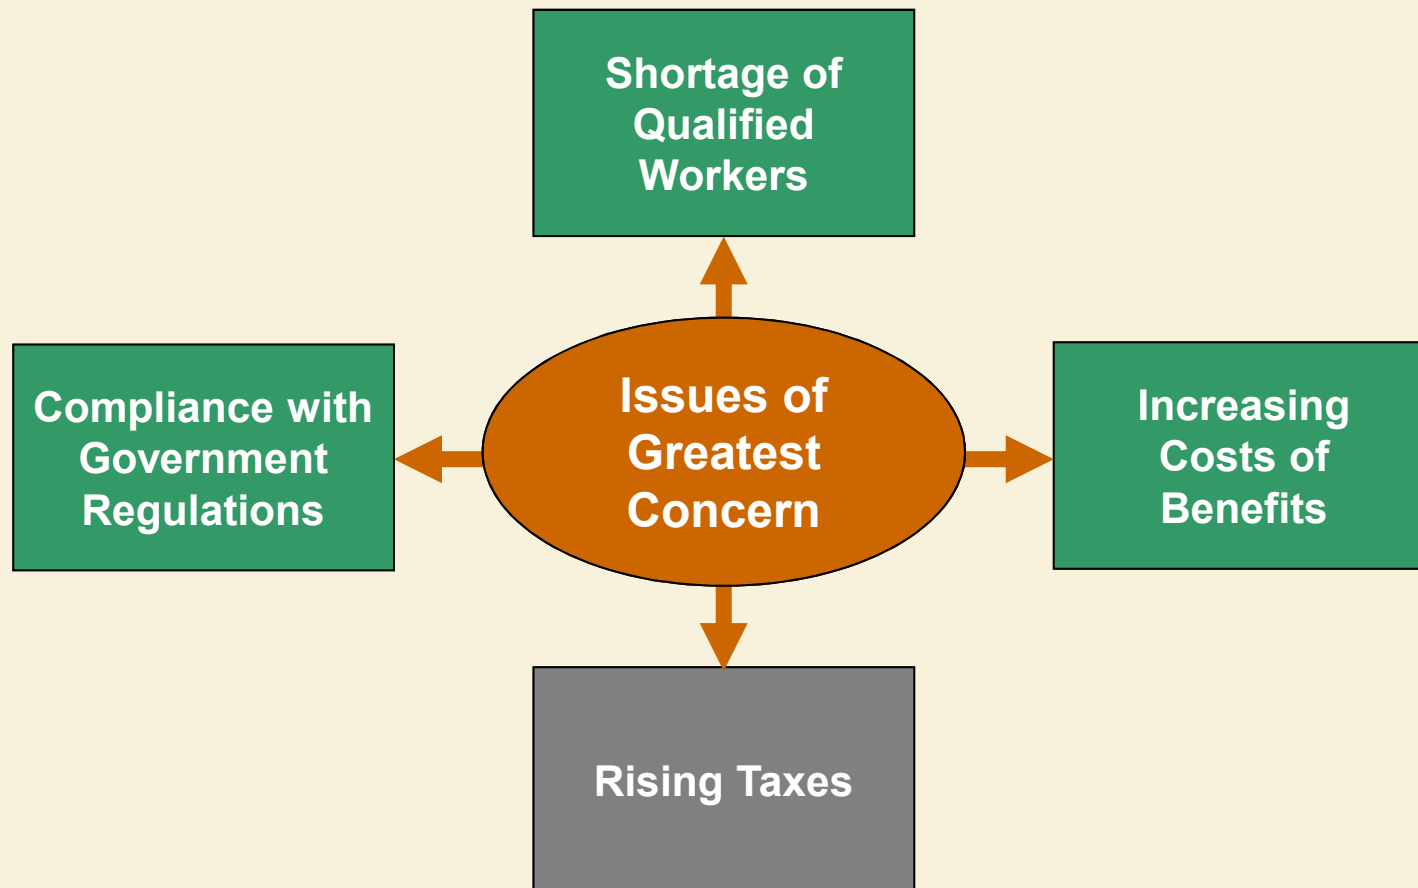 Shortage of
Qualified
Workers
Compliance with
Government
Regulations
Issues of
Greatest
Concern
Increasing
Costs of
Benefits
Rising Taxes